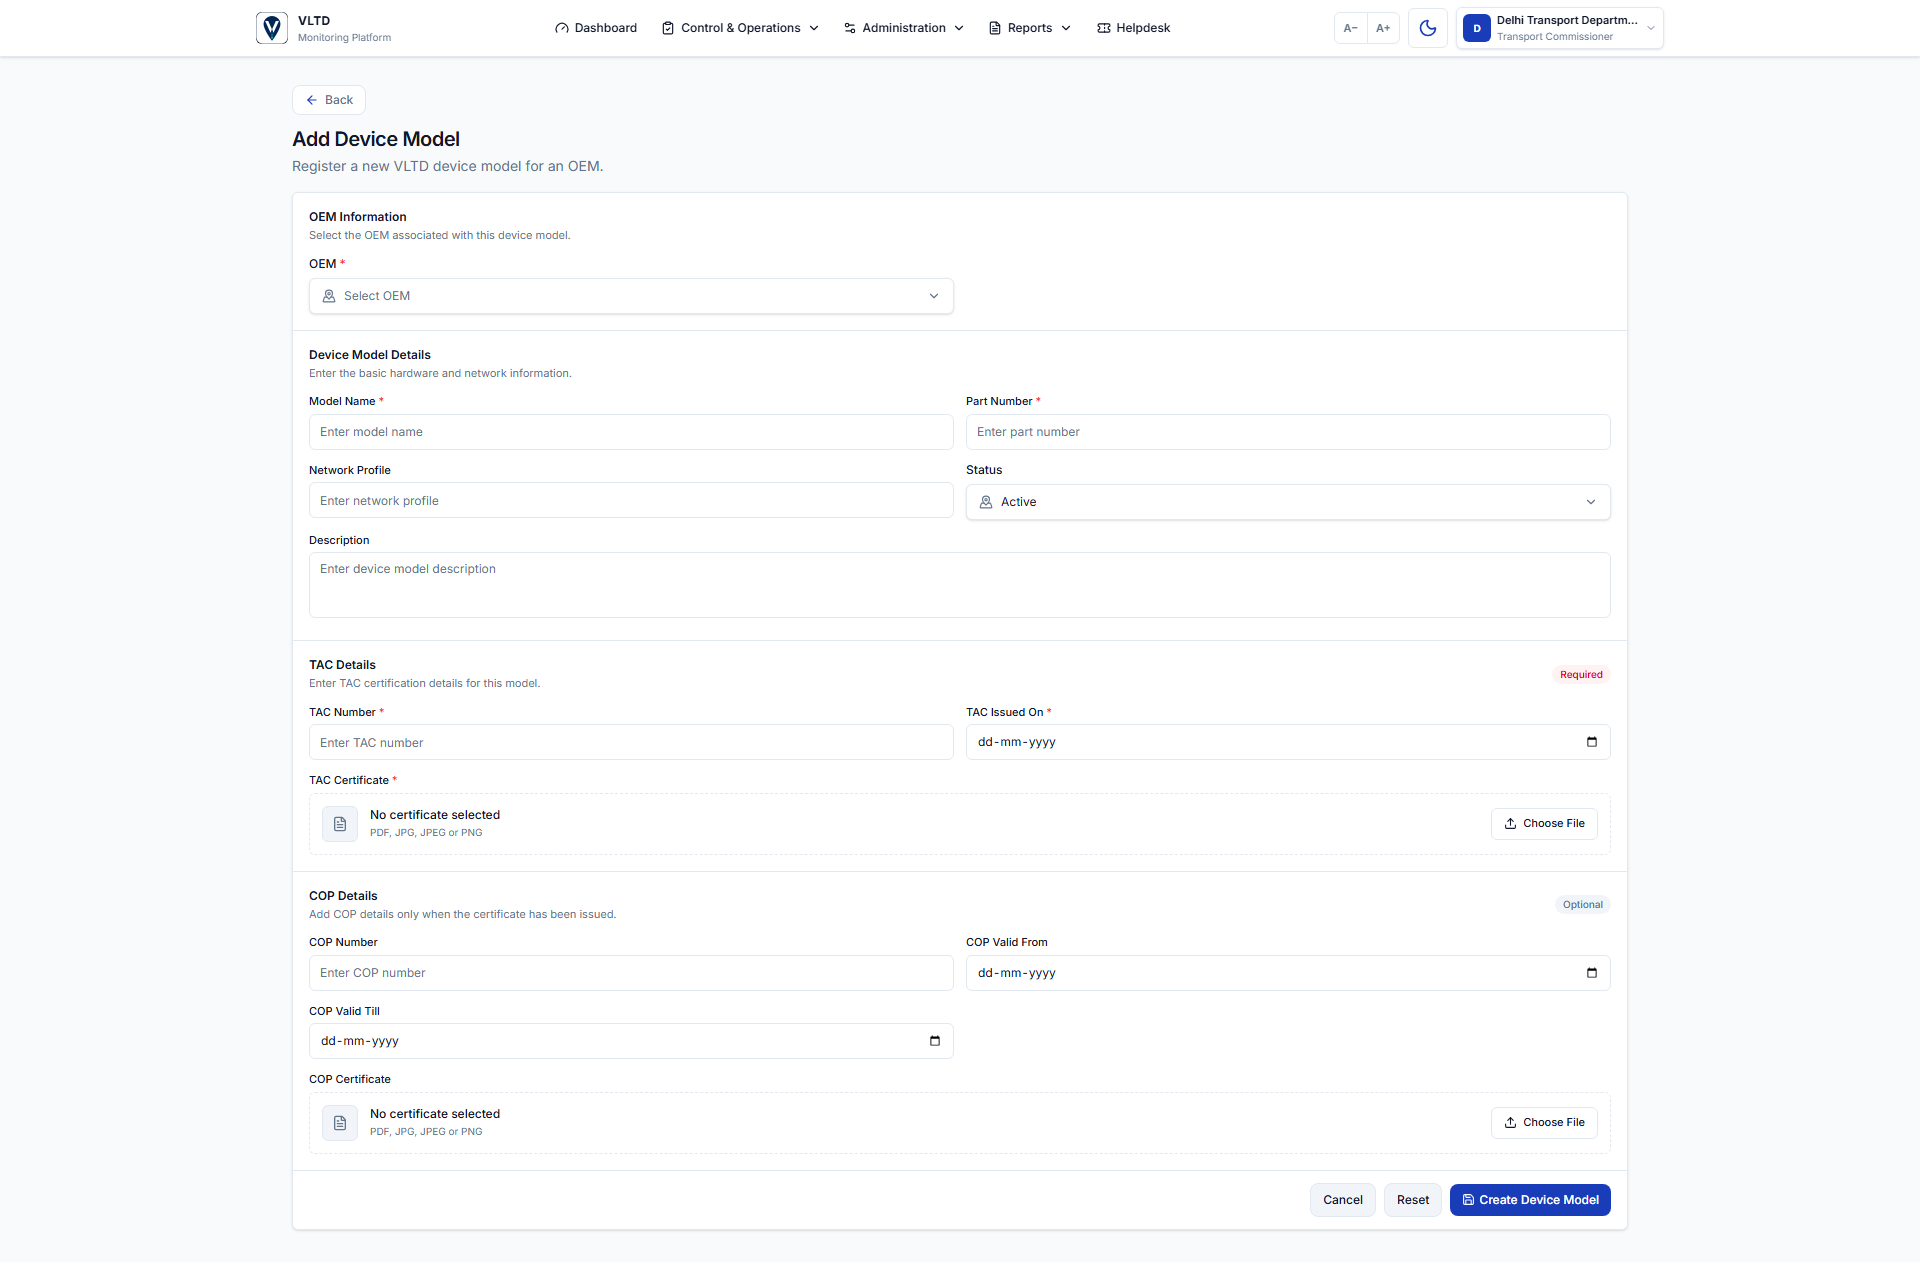 VLTD
Monitoring Platform
Dashboard
Control & Operations
Administration
Reports
Helpdesk
A−
A+
D
Delhi Transport Departm...
Transport Commissioner
Back
Add Device Model
Register a new VLTD device model for an OEM.
OEM Information
Select the OEM associated with this device model.
OEM *
Select OEM
Device Model Details
Enter the basic hardware and network information.
Model Name *
Part Number *
Enter model name
Enter part number
Network Profile
Status
Enter network profile
Active
Description
Enter device model description
TAC Details
Enter TAC certification details for this model.
Required
TAC Number *
TAC Issued On *
Enter TAC number
dd-mm-yyyy
TAC Certificate *
No certificate selected
PDF, JPG, JPEG or PNG
Choose File
COP Details
Add COP details only when the certificate has been issued.
Optional
COP Number
COP Valid From
Enter COP number
dd-mm-yyyy
COP Valid Till
dd-mm-yyyy
COP Certificate
No certificate selected
PDF, JPG, JPEG or PNG
Choose File
Cancel
Reset
Create Device Model